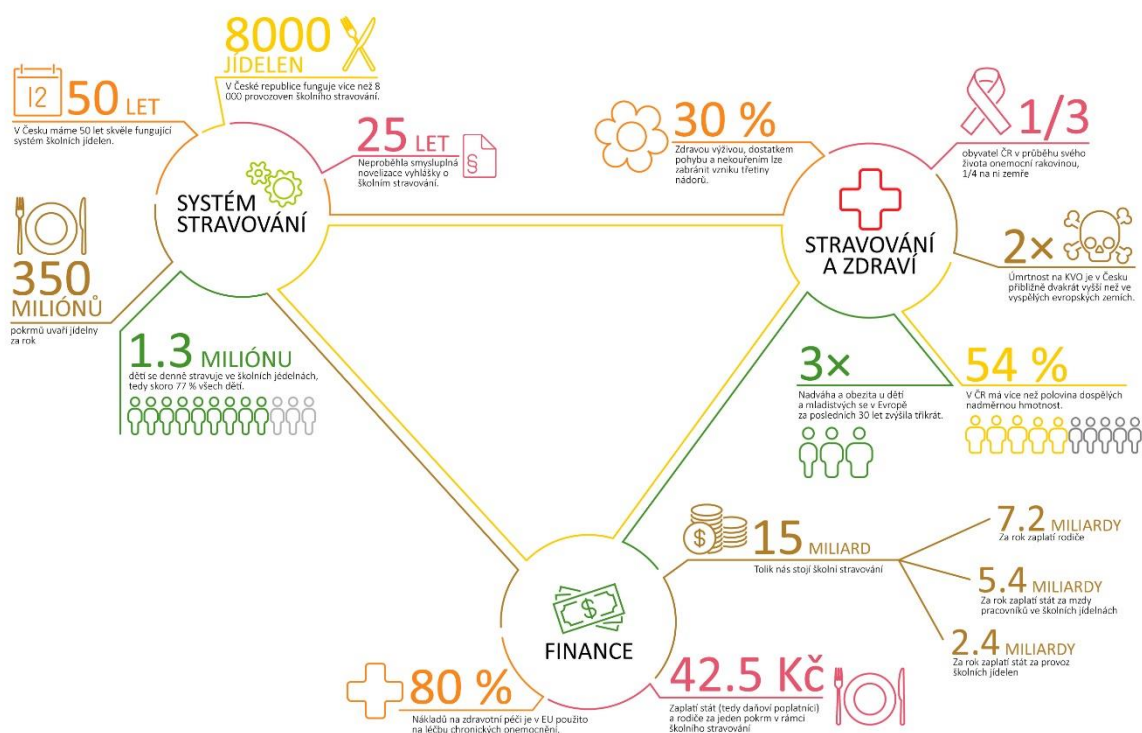 8000
JÍDELEN
V České republice funguje více než 8
000 provozoven školního stravování.
12
50 LET
V Česku máme 50 let skvěle fungující
systém školních jídelen.
25 LET
§
Neproběhla smysluplná
novelizace vyhlášky o
školním stravování.
SYSTÉM
STRAVOVÁNÍ
350
MILIÓNŮ
pokrmů uvaří jídelny
za rok
1.3 MILIÓNU
dětí se denně stravuje ve školních jédelnách,
tedy skoro 77 % všech dětí.
30 %
Zdravou výživou, dostatkem
pohybu a nekouřením lze
zabránit vzniku třetiny
nádorů.
1/3
obyvatel ČR v průběhu svého
života onemocní rakovinou,
1/4 na ni zemře
STRAVOVÁNÍ
A ZDRAVÍ
2×
Úmrtnost na KVO je v Česku
přibližně dvakrát vyšší než ve
vyspělých evropských zemích.
3×
Nadváha a obezita u dětí
a mladistvých se v Evropě
za posledních 30 let zvýšila třikrát.
54 %
V ČR má více než polovina dospělých
nadměrnou hmotnost.
FINANCE
$
$
15 MILIARD
Tolik nás stojí školní stravování
7.2 MILIARDY
Za rok zaplatí rodiče
5.4 MILIARDY
Za rok zaplatí stát za mzdy
pracovníků ve školních jídelnách
2.4 MILIARDY
Za rok zaplatí stát za provoz
školních jídelen
80 %
Nákladů na zdravotní péči je v EU použito
na léčbu chronických onemocnění.
42.5 Kč
Zaplatí stát (tedy daňoví poplatníci)
a rodiče za jeden pokrm v rámci
školního stravování